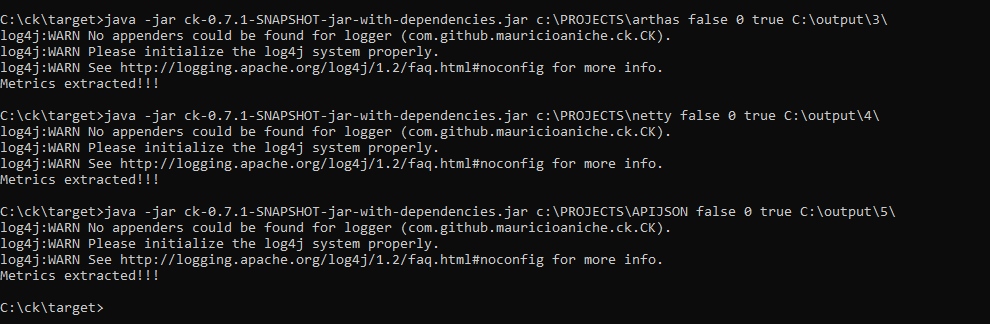 C:\ck\target>java -jar ck-0.7.1-SNAPSHOT-jar-with-dependencies.jar c:\PROJECTS\arthas false 0 true C:\output\3\
log4j:WARN No appenders could be found for logger (com.github.mauricioaniche.ck.CK).
log4j:WARN Please initialize the log4j system properly.
log4j:WARN See http://logging.apache.org/log4j/1.2/faq.html#noconfig for more info.
Metrics extracted!!!
C:\ck\target>java -jar ck-0.7.1-SNAPSHOT-jar-with-dependencies.jar c:\PROJECTS\netty false 0 true C:\output\4\
log4j:WARN No appenders could be found for logger (com.github.mauricioaniche.ck.CK).
log4j:WARN Please initialize the log4j system properly.
log4j:WARN See http://logging.apache.org/log4j/1.2/faq.html#noconfig for more info.
Metrics extracted!!!
C:\ck\target>java -jar ck-0.7.1-SNAPSHOT-jar-with-dependencies.jar c:\PROJECTS\APIJSON false 0 true C:\output\5\
log4j:WARN No appenders could be found for logger (com.github.mauricioaniche.ck.CK).
log4j:WARN Please initialize the log4j system properly.
log4j:WARN See http://logging.apache.org/log4j/1.2/faq.html#noconfig for more info.
Metrics extracted!!!
C:\ck\target>